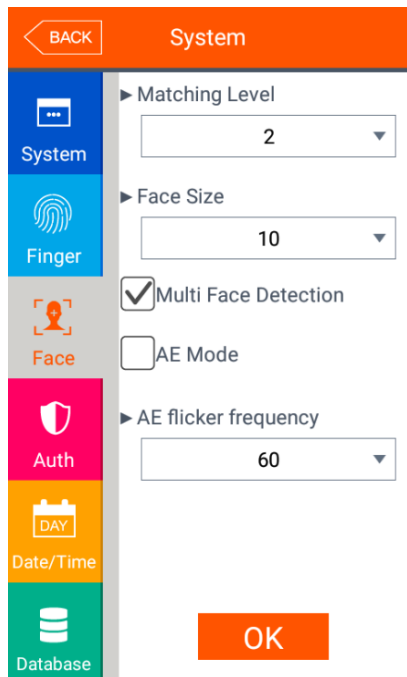 BACK
System
System
Finger
Face
Auth
DAY
Date/Time
Database
► Matching Level
2
► Face Size
10
Multi Face Detection
AE Mode
► AE flicker frequency
60
OK